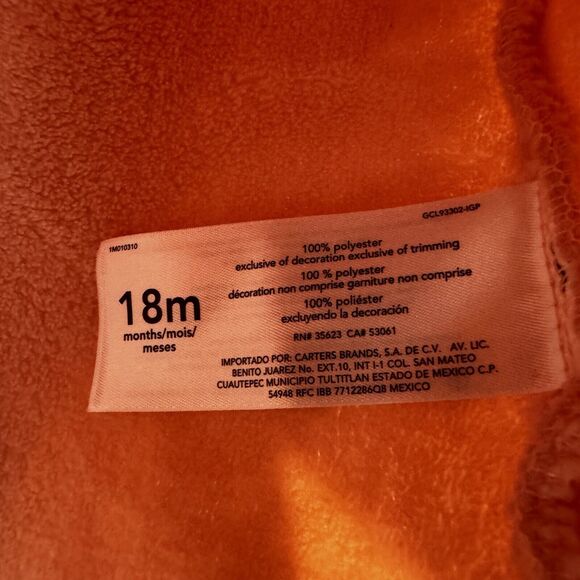 1M010310
GCL93302-IGP
100% polyester
exclusive of decoration exclusive of trimming
100 % polyester
décoration non comprise garniture non comprise
100% poliéster
excluyendo la decoración
18m
months/mois/
meses
RN# 35623 CA# 53061
IMPORTADO POR: CARTERS BRANDS, S.A. DE C.V. AV. LIC.
BENITO JUAREZ No. EXT.10, INT I-1 COL. SAN MATEO
CUAUTEPEC MUNICIPIO TULTITLAN ESTADO DE MEXICO C.P.
54948 RFC IBB 7712286Q8 MEXICO